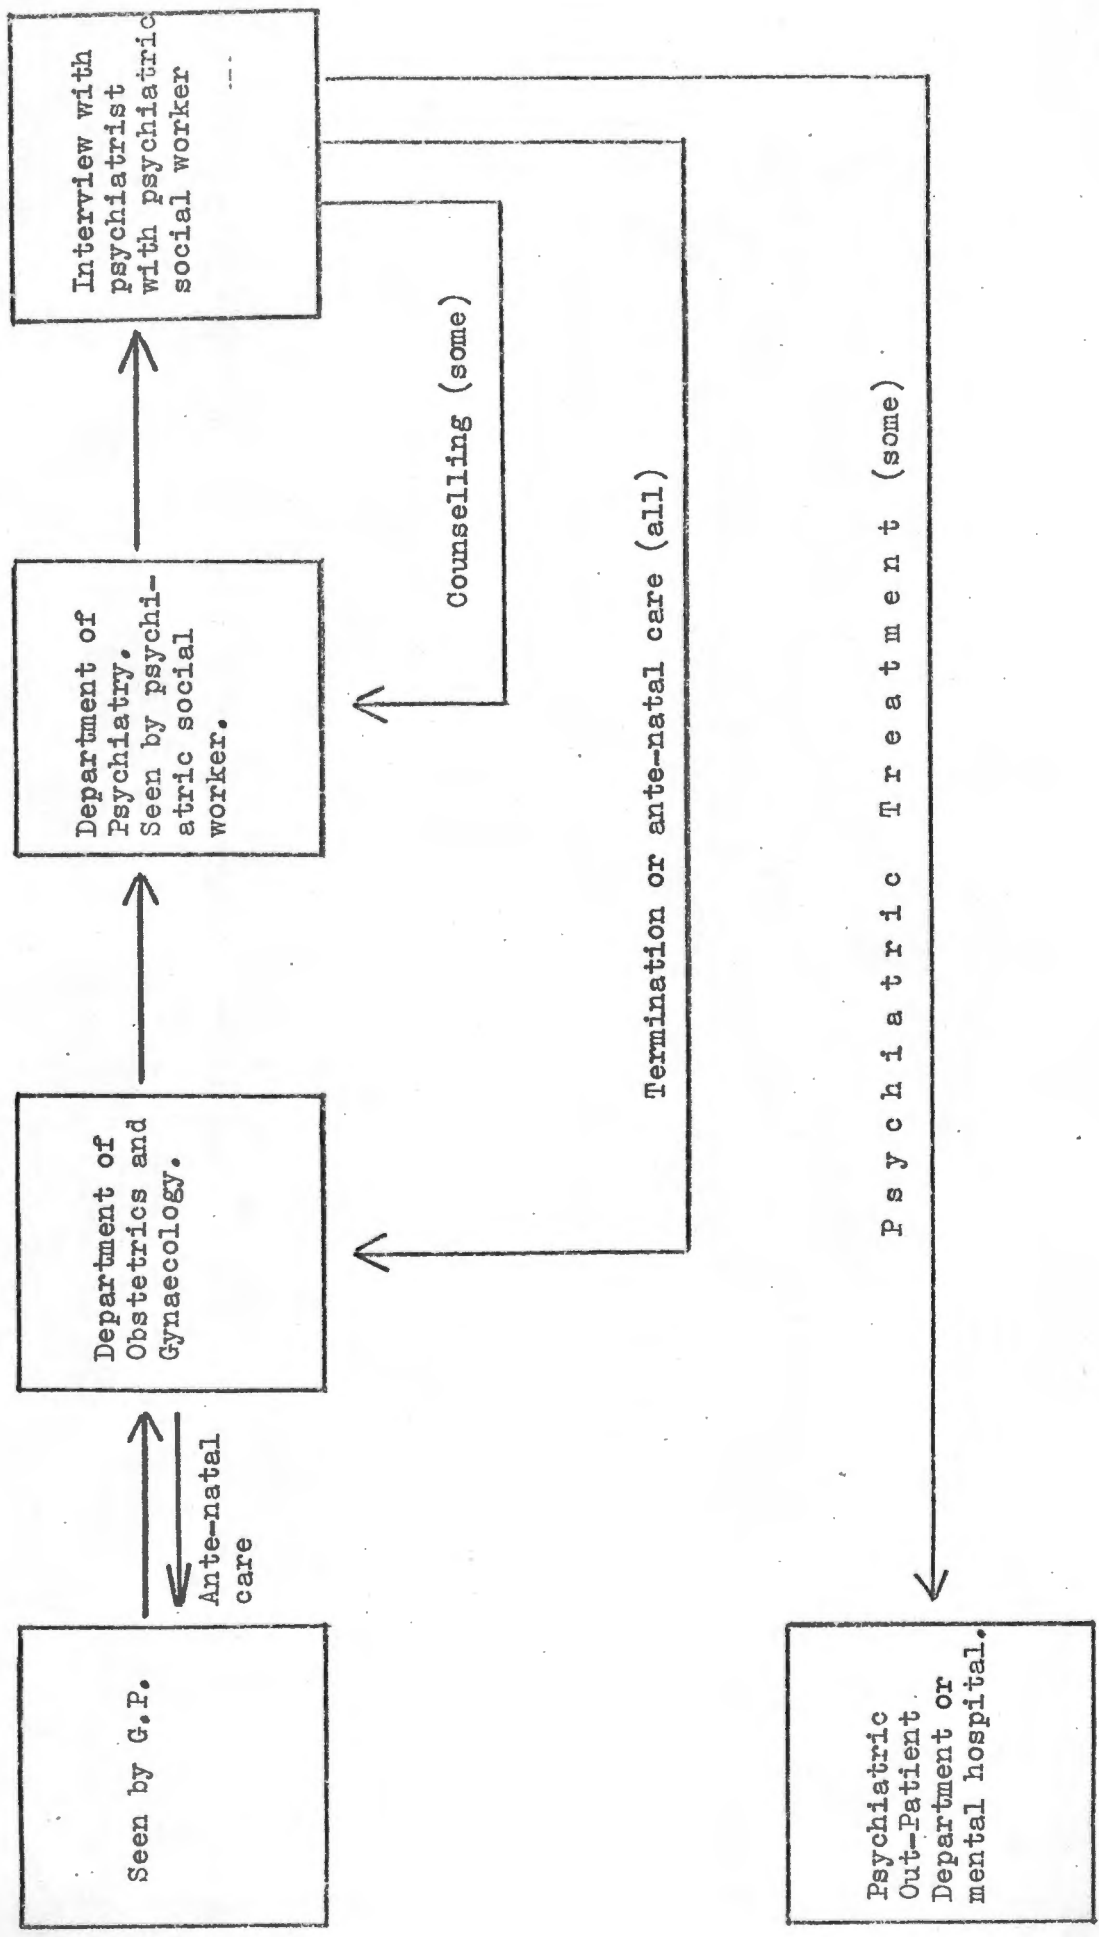 Seen by G.P.
Ante-natal
care
Department of
Obstetrics and
Gynaecology.
Department of
Psychiatry.
Seen by psychi-
atric social
worker.
Interview with
psychiatrist
with psychiatric
social worker
Counselling (some)
Termination or ante-natal care (all)
Psychiatric Treatment (some)
Psychiatric
Out-Patient
Department or
mental hospital.